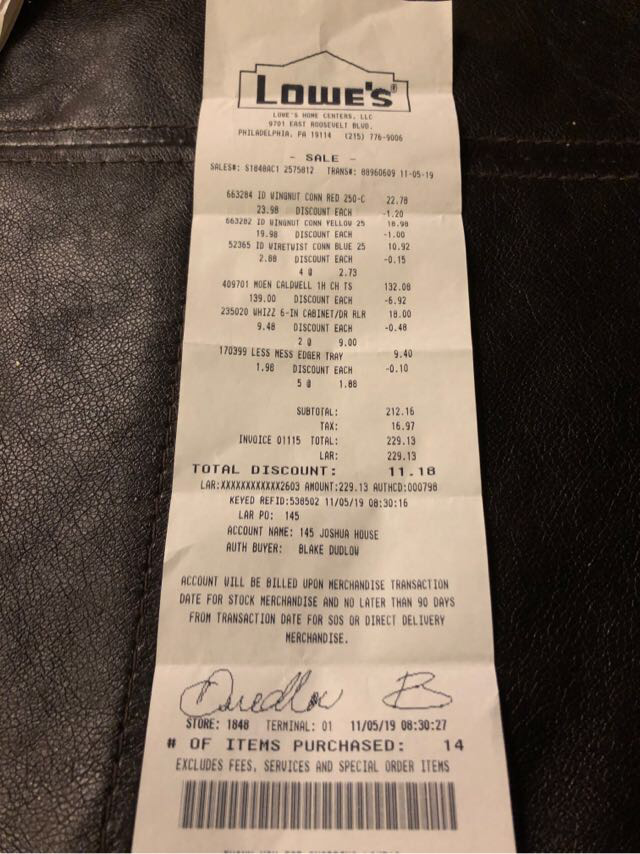 LOWE'S®
LOWE'S HOME CENTERS, LLC
9701 EAST ROOSEVELT BLVD.
PHILADELPHIA, PA 19114 (215) 776-9006
- SALE -
SALES#: S1848AC1 2575812 TRANS#: 88960609 11-05-19
663284 ID WINGNUT CONN RED 250-C 22.78
23.98 DISCOUNT EACH -1.20
663282 ID WINGNUT CONN YELLOW 25 18.98
19.98 DISCOUNT EACH -1.00
52365 ID WIRETWIST CONN BLUE 25 10.92
2.88 DISCOUNT EACH -0.15
4 @ 2.73
409701 MOEN CALDWELL 1H CH TS 132.08
139.00 DISCOUNT EACH -6.92
235020 WHIZZ 6-IN CABINET/DR RLR 18.00
9.48 DISCOUNT EACH -0.48
2 @ 9.00
170399 LESS MESS EDGER TRAY 9.40
1.98 DISCOUNT EACH -0.10
5 @ 1.88
SUBTOTAL: 212.16
TAX: 16.97
INVOICE 01115 TOTAL: 229.13
LAR: 229.13
TOTAL DISCOUNT: 11.18
LAR:XXXXXXXXXXXX2603 AMOUNT:229.13 AUTHCD:000798
KEYED REFID:538502 11/05/19 08:30:16
LAR PO: 145
ACCOUNT NAME: 145 JOSHUA HOUSE
AUTH BUYER: BLAKE DUDLOW
ACCOUNT WILL BE BILLED UPON MERCHANDISE TRANSACTION
DATE FOR STOCK MERCHANDISE AND NO LATER THAN 90 DAYS
FROM TRANSACTION DATE FOR SOS OR DIRECT DELIVERY
MERCHANDISE.
STORE: 1848 TERMINAL: 01 11/05/19 08:30:27
# OF ITEMS PURCHASED: 14
EXCLUDES FEES, SERVICES AND SPECIAL ORDER ITEMS